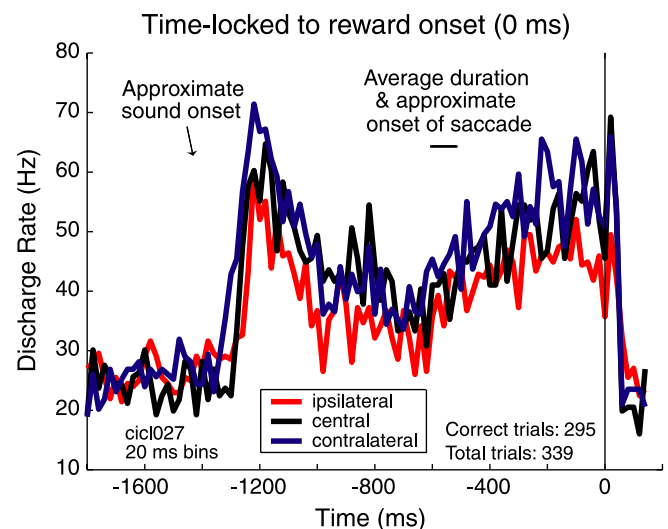 Time-locked to reward onset (0 ms)
80
70
60
50
40
30
20
10
Discharge Rate (Hz)
Approximate
sound onset
Average duration
& approximate
onset of saccade
ipsilateral
central
contralateral
cicl027
20 ms bins
Correct trials: 295
Total trials: 339
-1600
-1200
-800
-400
0
Time (ms)